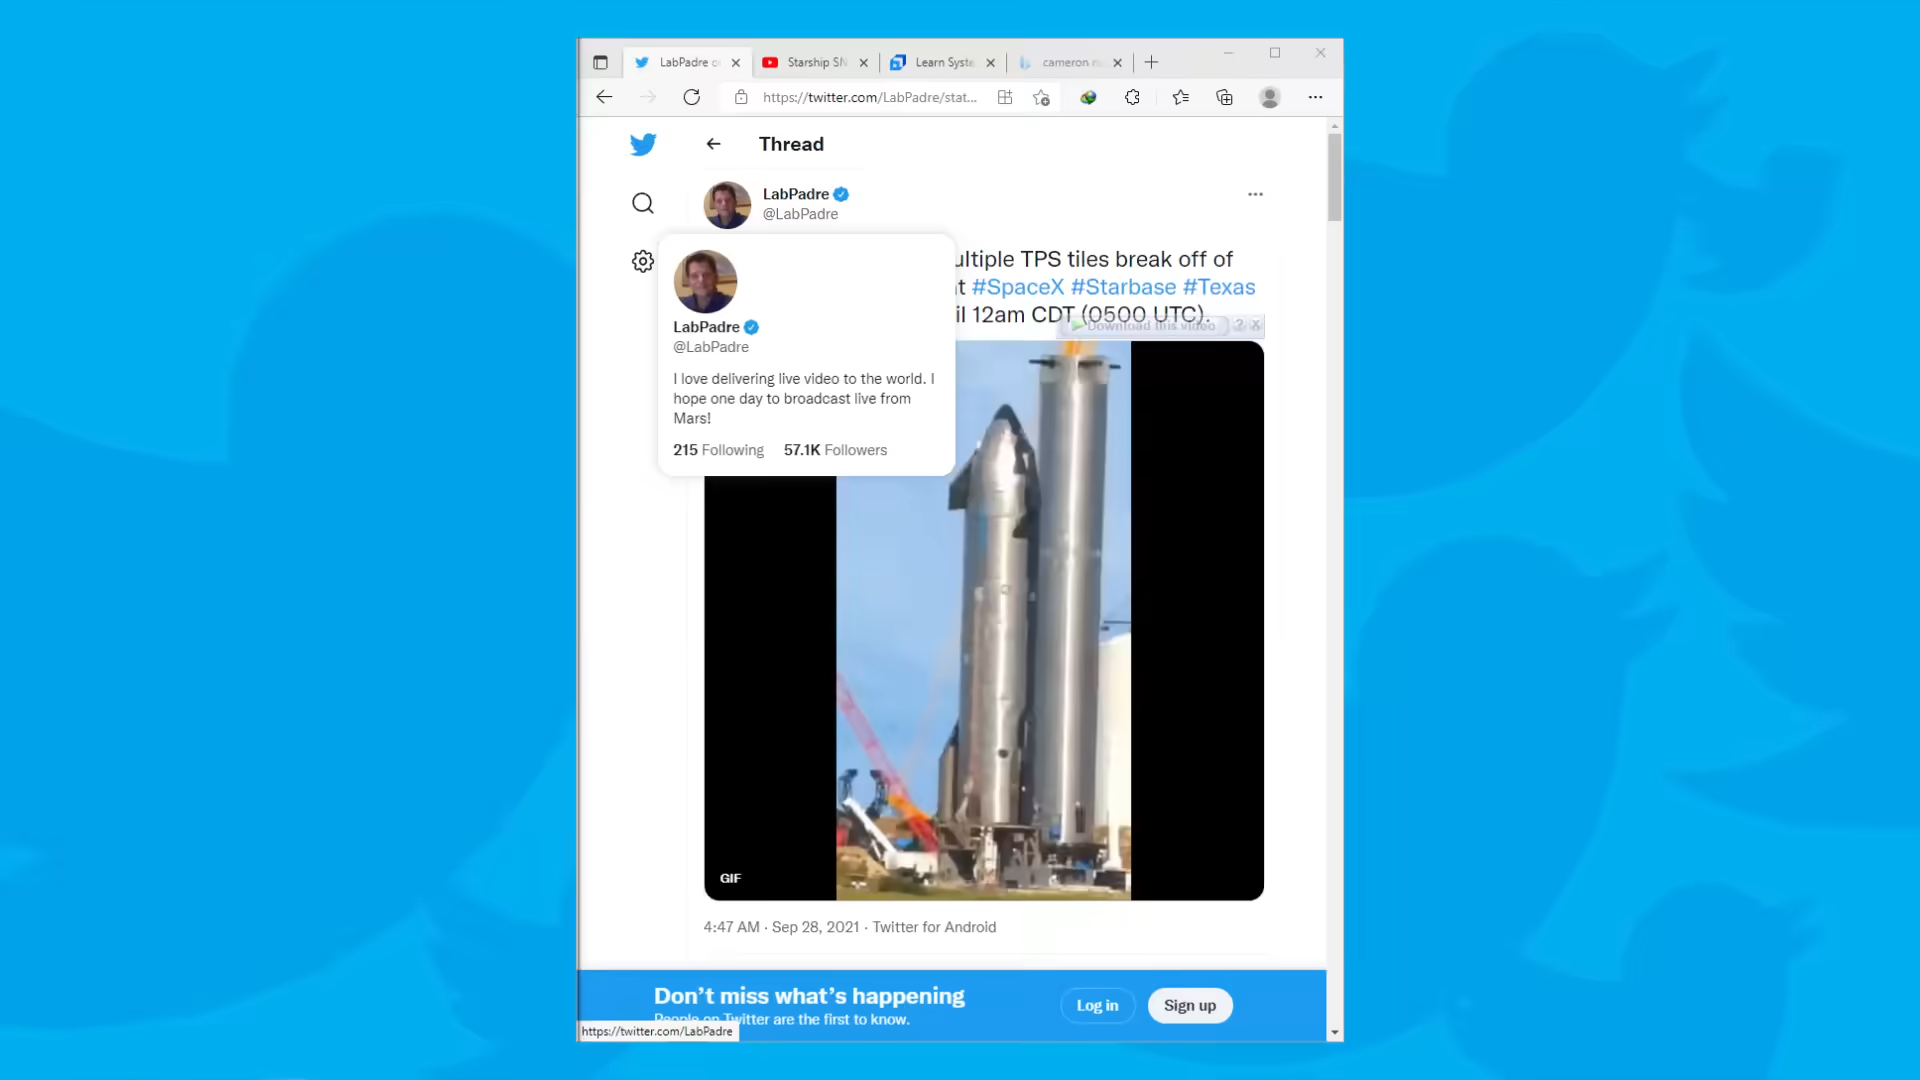 LabPadre
Starship SN
Learn Syste
cameron
https://twitter.com/LabPadre/stat...
Thread
LabPadre
@LabPadre
ultiple TPS tiles break off of
at #SpaceX #Starbase #Texas
il 12am CDT (0500 UTC).
Download this video
? X
LabPadre
@LabPadre
I love delivering live video to the world. I
hope one day to broadcast live from
Mars!
215 Following 57.1K Followers
GIF
4:47 AM · Sep 28, 2021 · Twitter for Android
Don't miss what's happening
People on Twitter are the first to know.
Log in
Sign up
https://twitter.com/LabPadre